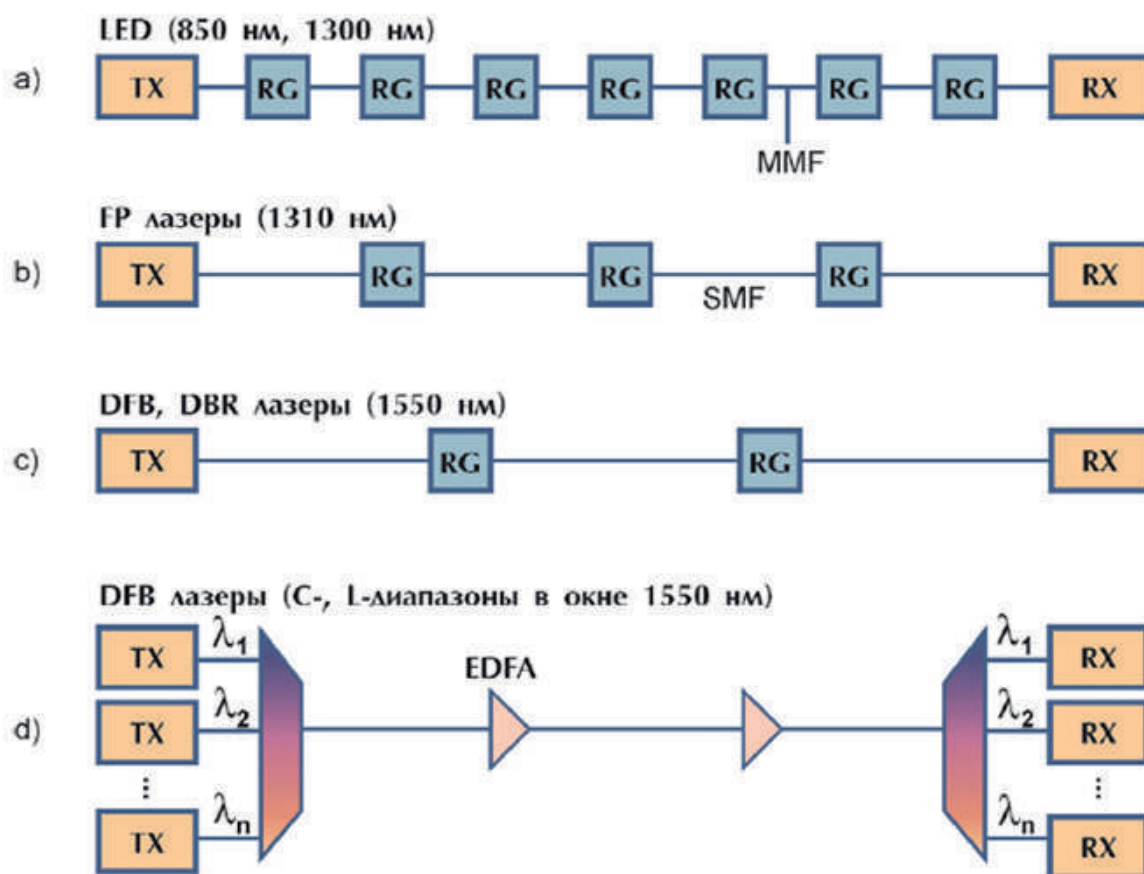 LED (850 нм, 1300 нм)
a) TX RG RG RG RG RG RG RG RX
MMF
FP лазеры (1310 нм)
b) TX RG RG RG RX
SMF
DFB, DBR лазеры (1550 нм)
c) TX RG RG RX
DFB лазеры (C-, L-диапазоны в окне 1550 нм)
TX λ1 λ1 RX
EDFA
d) TX λ2 λ2 RX
⋮ ⋮
TX λn λn RX